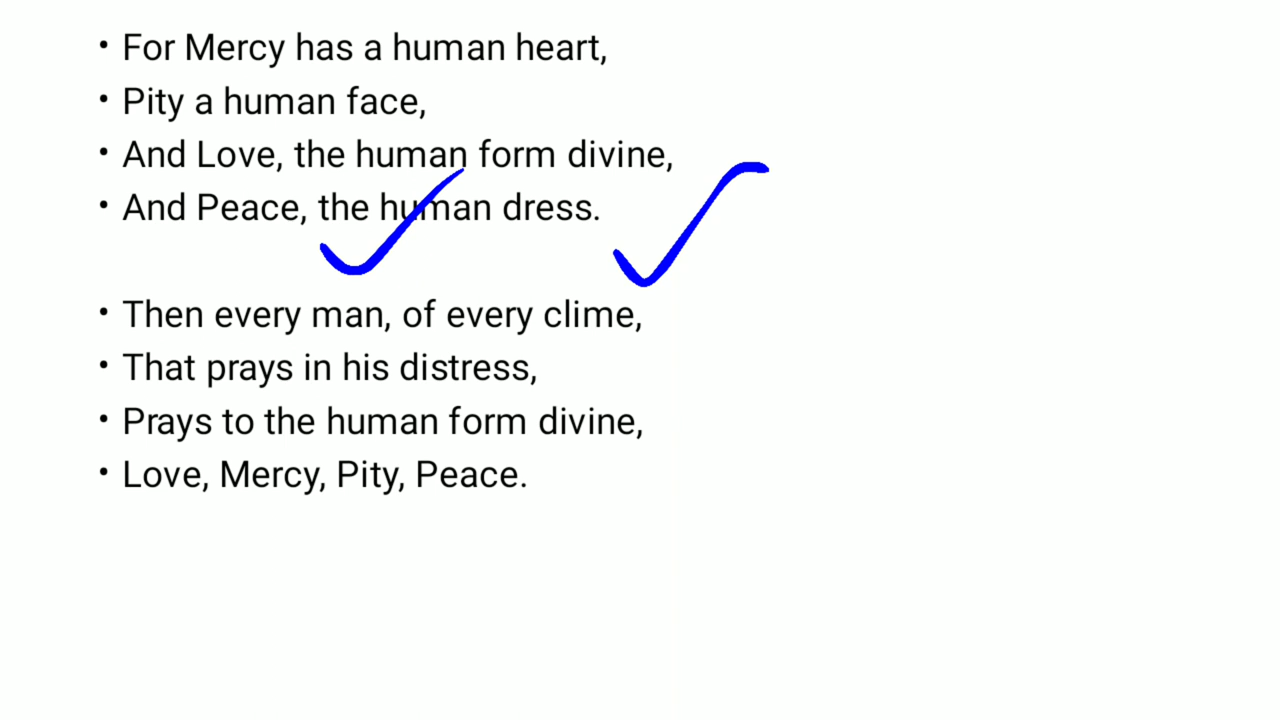 • For Mercy has a human heart,
• Pity a human face,
• And Love, the human form divine,
• And Peace, the human dress.
• Then every man, of every clime,
• That prays in his distress,
• Prays to the human form divine,
• Love, Mercy, Pity, Peace.